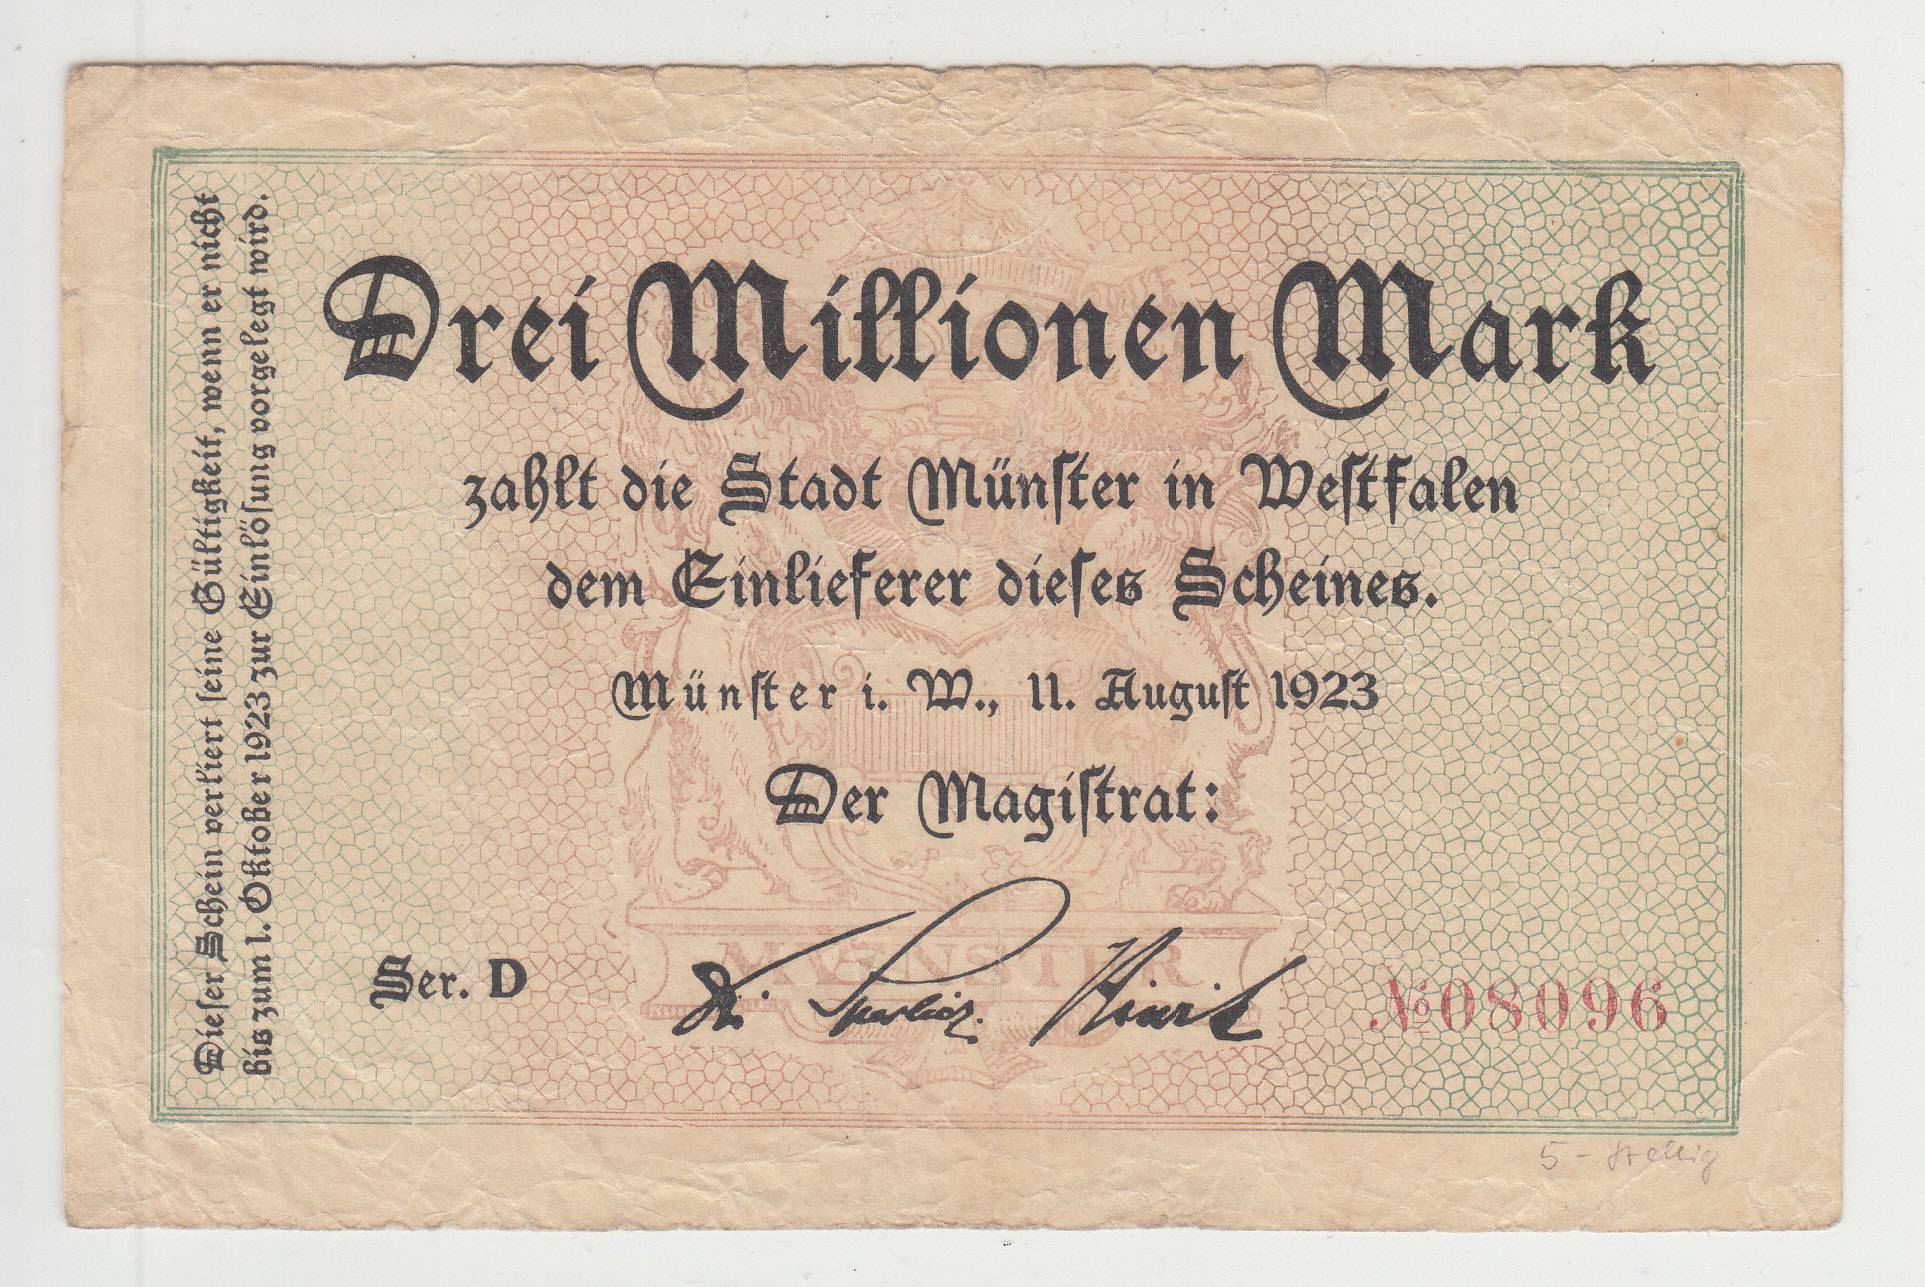 Dieser Schein verliert seine Gültigkeit, wenn er nicht
bis zum 1. Oktober 1923 zur Einlösung vorgelegt wird.
Drei Millionen Mark
zahlt die Stadt Münster in Westfalen
dem Einlieferer dieses Scheines.
Münster i. W., 11. August 1923
Der Magistrat:
MÜNSTER
Ser. D
№ 08096
5-stellig